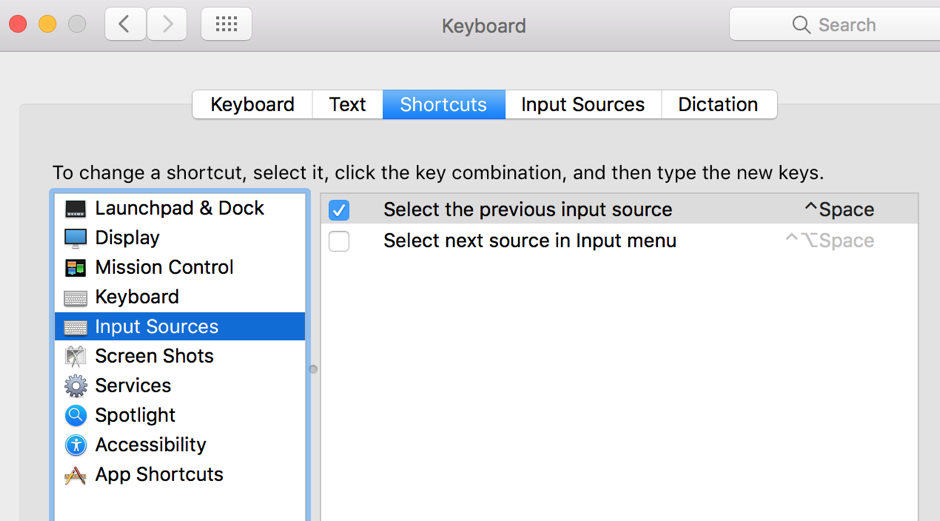 Keyboard
Search
Keyboard Text Shortcuts Input Sources Dictation
To change a shortcut, select it, click the key combination, and then type the new keys.
Launchpad & Dock
Display
Mission Control
Keyboard
Input Sources
Screen Shots
Services
Spotlight
Accessibility
App Shortcuts
Select the previous input source ^Space
Select next source in Input menu ^⌥Space